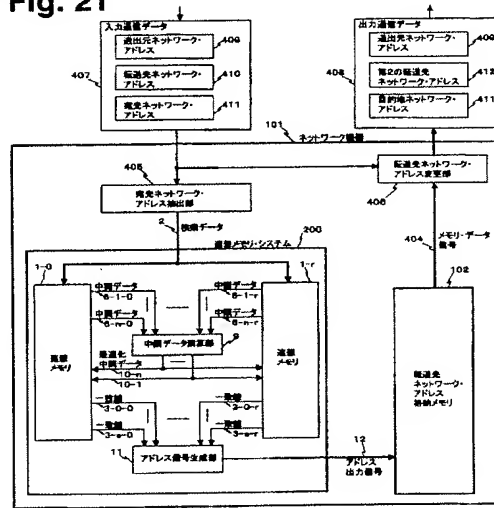 Fig. 21
入力通信データ
送出元ネットワーク・
アドレス
409
転送先ネットワーク・
アドレス
410
宛先ネットワーク・
アドレス
411
407
出力通信データ
送出元ネットワーク・
アドレス
409
第2の転送先
ネットワーク・アドレス
412
目的地ネットワーク・
アドレス
411
408
101
ネットワーク機器
405
宛先ネットワーク・
アドレス抽出部
転送先ネットワーク・
アドレス変更部
406
2
検索データ
200
連想メモリ・システム
404
メモリ・データ
信号
102
1-0
1-r
中間データ
6-1-0
中間データ
6-n-0
中間データ
6-1-r
中間データ
6-n-r
中間データ演算部
9
連想
メモリ
連想
メモリ
最適化
中間データ
10-n
10-1
転送先
ネットワーク・
アドレス
格納メモリ
一致線
3-0-0
一致線
一致線
一致線
アドレス信号生成部
11
12
アドレス
出力信号